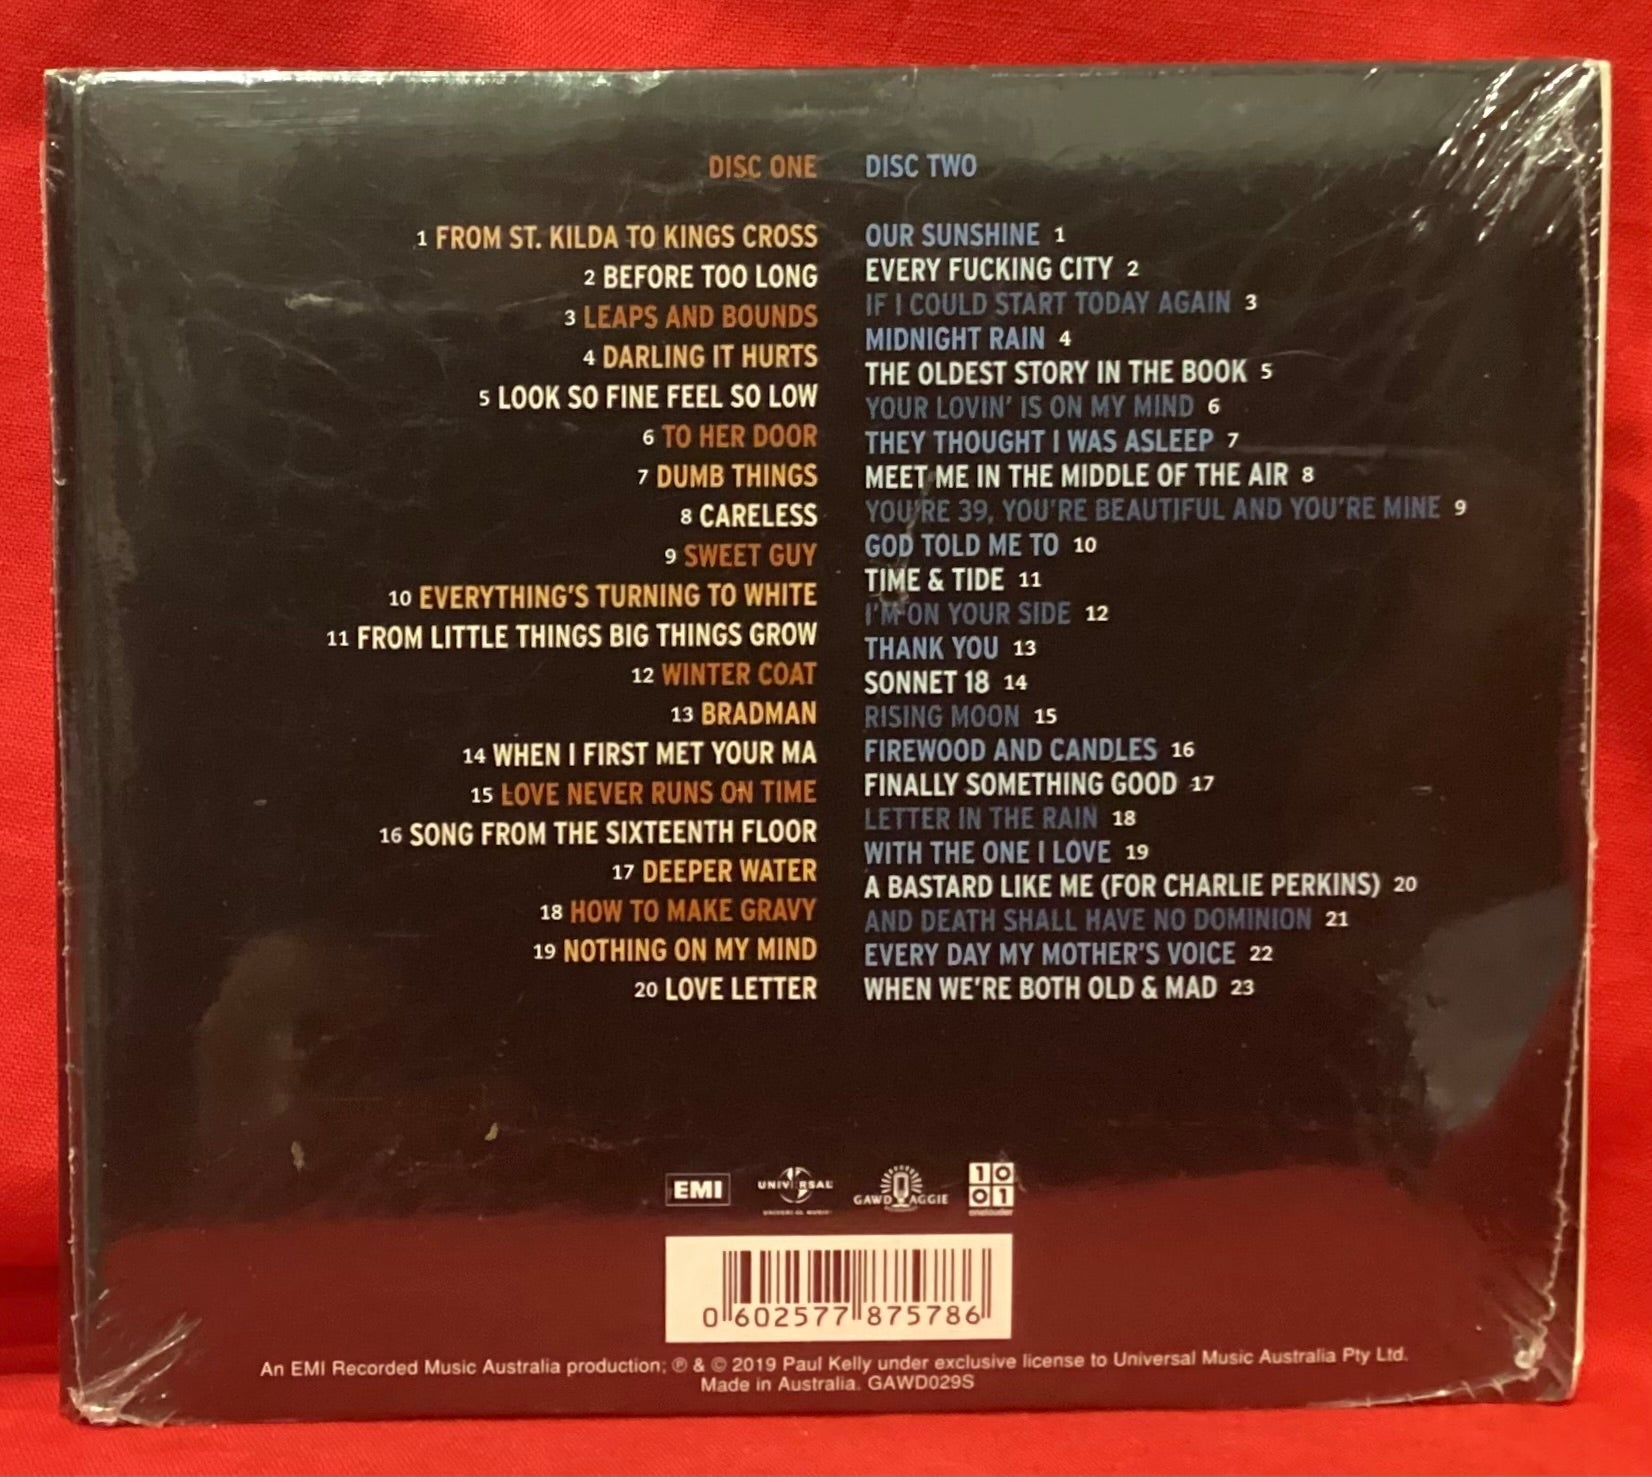 DISC ONE
1 FROM ST. KILDA TO KINGS CROSS
2 BEFORE TOO LONG
3 LEAPS AND BOUNDS
4 DARLING IT HURTS
5 LOOK SO FINE FEEL SO LOW
6 TO HER DOOR
7 DUMB THINGS
8 CARELESS
9 SWEET GUY
10 EVERYTHING'S TURNING TO WHITE
11 FROM LITTLE THINGS BIG THINGS GROW
12 WINTER COAT
13 BRADMAN
14 WHEN I FIRST MET YOUR MA
15 LOVE NEVER RUNS ON TIME
16 SONG FROM THE SIXTEENTH FLOOR
17 DEEPER WATER
18 HOW TO MAKE GRAVY
19 NOTHING ON MY MIND
20 LOVE LETTER
DISC TWO
OUR SUNSHINE 1
EVERY FUCKING CITY 2
IF I COULD START TODAY AGAIN 3
MIDNIGHT RAIN 4
THE OLDEST STORY IN THE BOOK 5
YOUR LOVIN' IS ON MY MIND 6
THEY THOUGHT I WAS ASLEEP 7
MEET ME IN THE MIDDLE OF THE AIR 8
YOU'RE 39, YOU'RE BEAUTIFUL AND YOU'RE MINE 9
GOD TOLD ME TO 10
TIME & TIDE 11
I'M ON YOUR SIDE 12
THANK YOU 13
SONNET 18 14
RISING MOON 15
FIREWOOD AND CANDLES 16
FINALLY SOMETHING GOOD 17
LETTER IN THE RAIN 18
WITH THE ONE I LOVE 19
A BASTARD LIKE ME (FOR CHARLIE PERKINS) 20
AND DEATH SHALL HAVE NO DOMINION 21
EVERY DAY MY MOTHER'S VOICE 22
WHEN WE'RE BOTH OLD & MAD 23
EMI
UNIVERSAL
UNIVERSAL MUSIC
GAWD AGGIE
10
01
onelouder
0 602577 875786
An EMI Recorded Music Australia production; ℗ & © 2019 Paul Kelly under exclusive license to Universal Music Australia Pty Ltd.
Made in Australia. GAWD029S